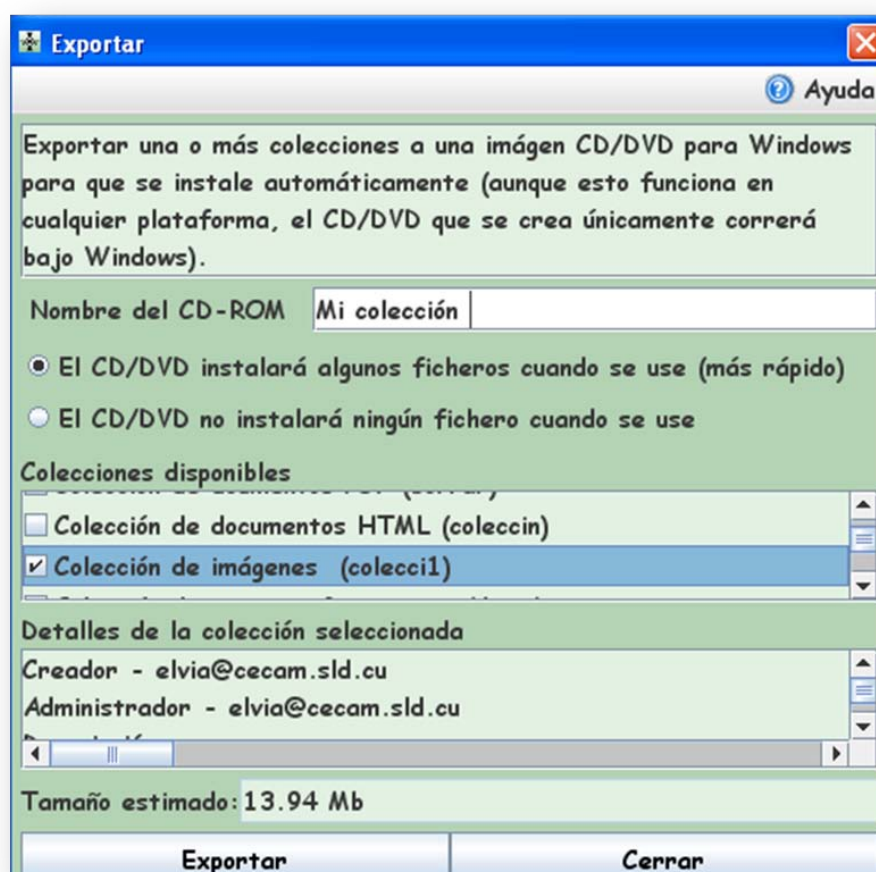 Exportar
Ayuda
Exportar una o más colecciones a una imágen CD/DVD para Windows
para que se instale automáticamente (aunque esto funciona en
cualquier plataforma, el CD/DVD que se crea únicamente correrá
bajo Windows).
Nombre del CD-ROM Mi colección
El CD/DVD instalará algunos ficheros cuando se use (más rápido)
El CD/DVD no instalará ningún fichero cuando se use
Colecciones disponibles
Colección de documentos HTML (coleccin)
Colección de imágenes (colecci1)
Detalles de la colección seleccionada
Creador - elvia@cecam.sld.cu
Administrador - elvia@cecam.sld.cu
Tamaño estimado: 13.94 Mb
Exportar Cerrar